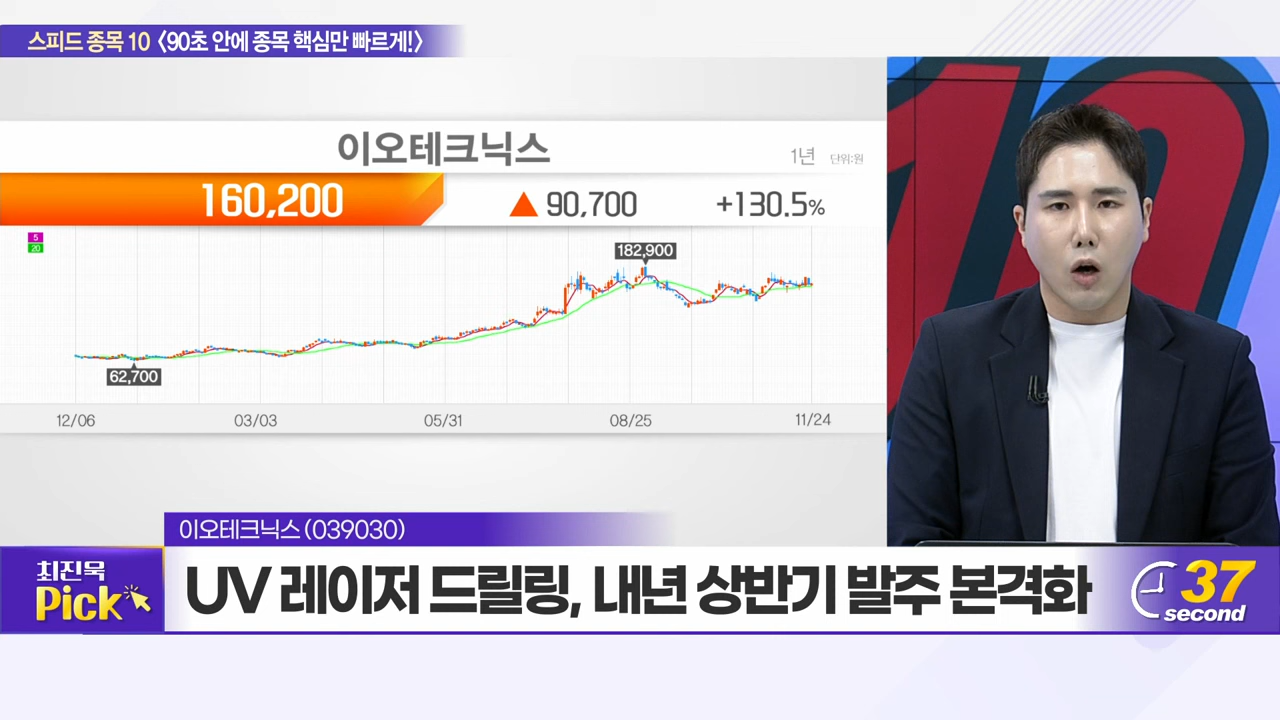 스피드 종목 10 〈90초 안에 종목 핵심만 빠르게!〉
이오테크닉스
1년 단위:원
160,200 ▲ 90,700 +130.5%
5
20
182,900
62,700
12/06 03/03 05/31 08/25 11/24
이오테크닉스(039030)
최진욱
Pick
UV 레이저 드릴링, 내년 상반기 발주 본격화
37
second
10